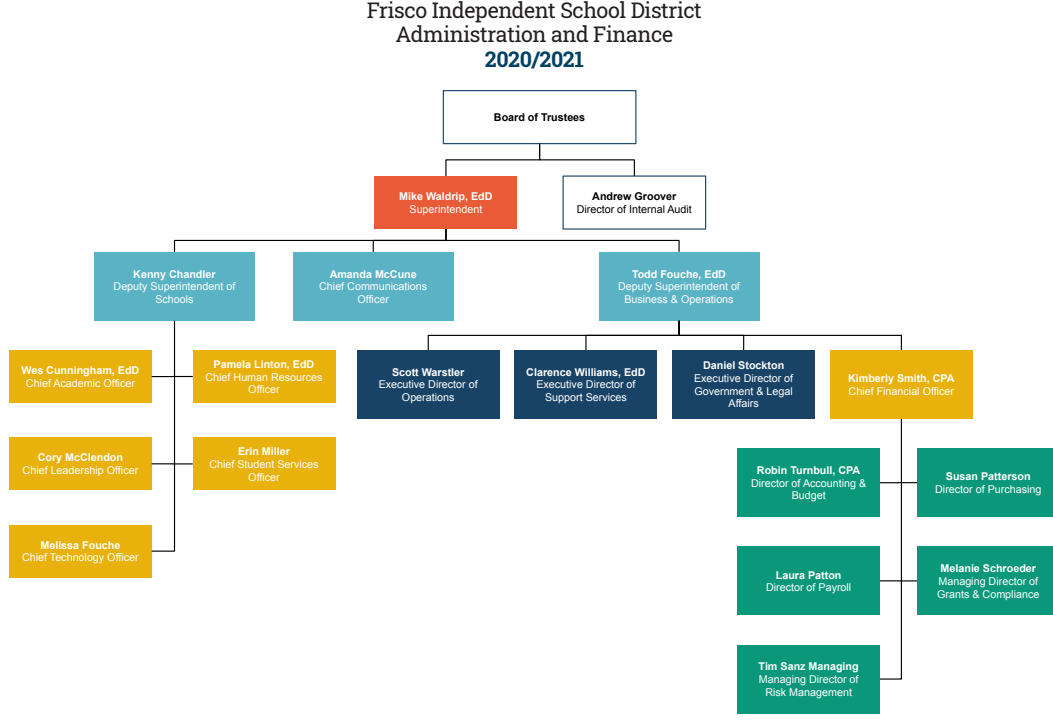 Frisco Independent School District
Administration and Finance
2020/2021
Board of Trustees
Mike Waldrip, EdD
Superintendent
Andrew Groover
Director of Internal Audit
Kenny Chandler
Deputy Superintendent of
Schools
Amanda McCune
Chief Communications
Officer
Todd Fouche, EdD
Deputy Superintendent of
Business & Operations
Wes Cunningham, EdD
Chief Academic Officer
Pamela Linton, EdD
Chief Human Resources
Officer
Scott Warstler
Executive Director of
Operations
Clarence Williams, EdD
Executive Director of
Support Services
Daniel Stockton
Executive Director of
Government & Legal
Affairs
Kimberly Smith, CPA
Chief Financial Officer
Cory McClendon
Chief Leadership Officer
Erin Miller
Chief Student Services
Officer
Robin Turnbull, CPA
Director of Accounting &
Budget
Susan Patterson
Director of Purchasing
Melissa Fouche
Chief Technology Officer
Laura Patton
Director of Payroll
Melanie Schroeder
Managing Director of
Grants & Compliance
Tim Sanz Managing
Managing Director of
Risk Management